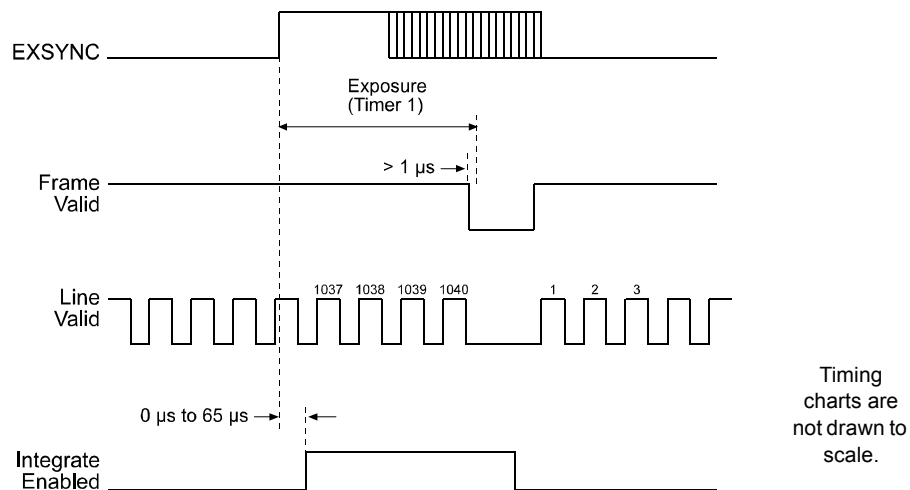 EXSYNC
Exposure
(Timer 1)
> 1 µs
Frame
Valid
1037 1038 1039 1040 1 2 3
Line
Valid
0 µs to 65 µs
Timing
charts are
not drawn to
scale.
Integrate
Enabled